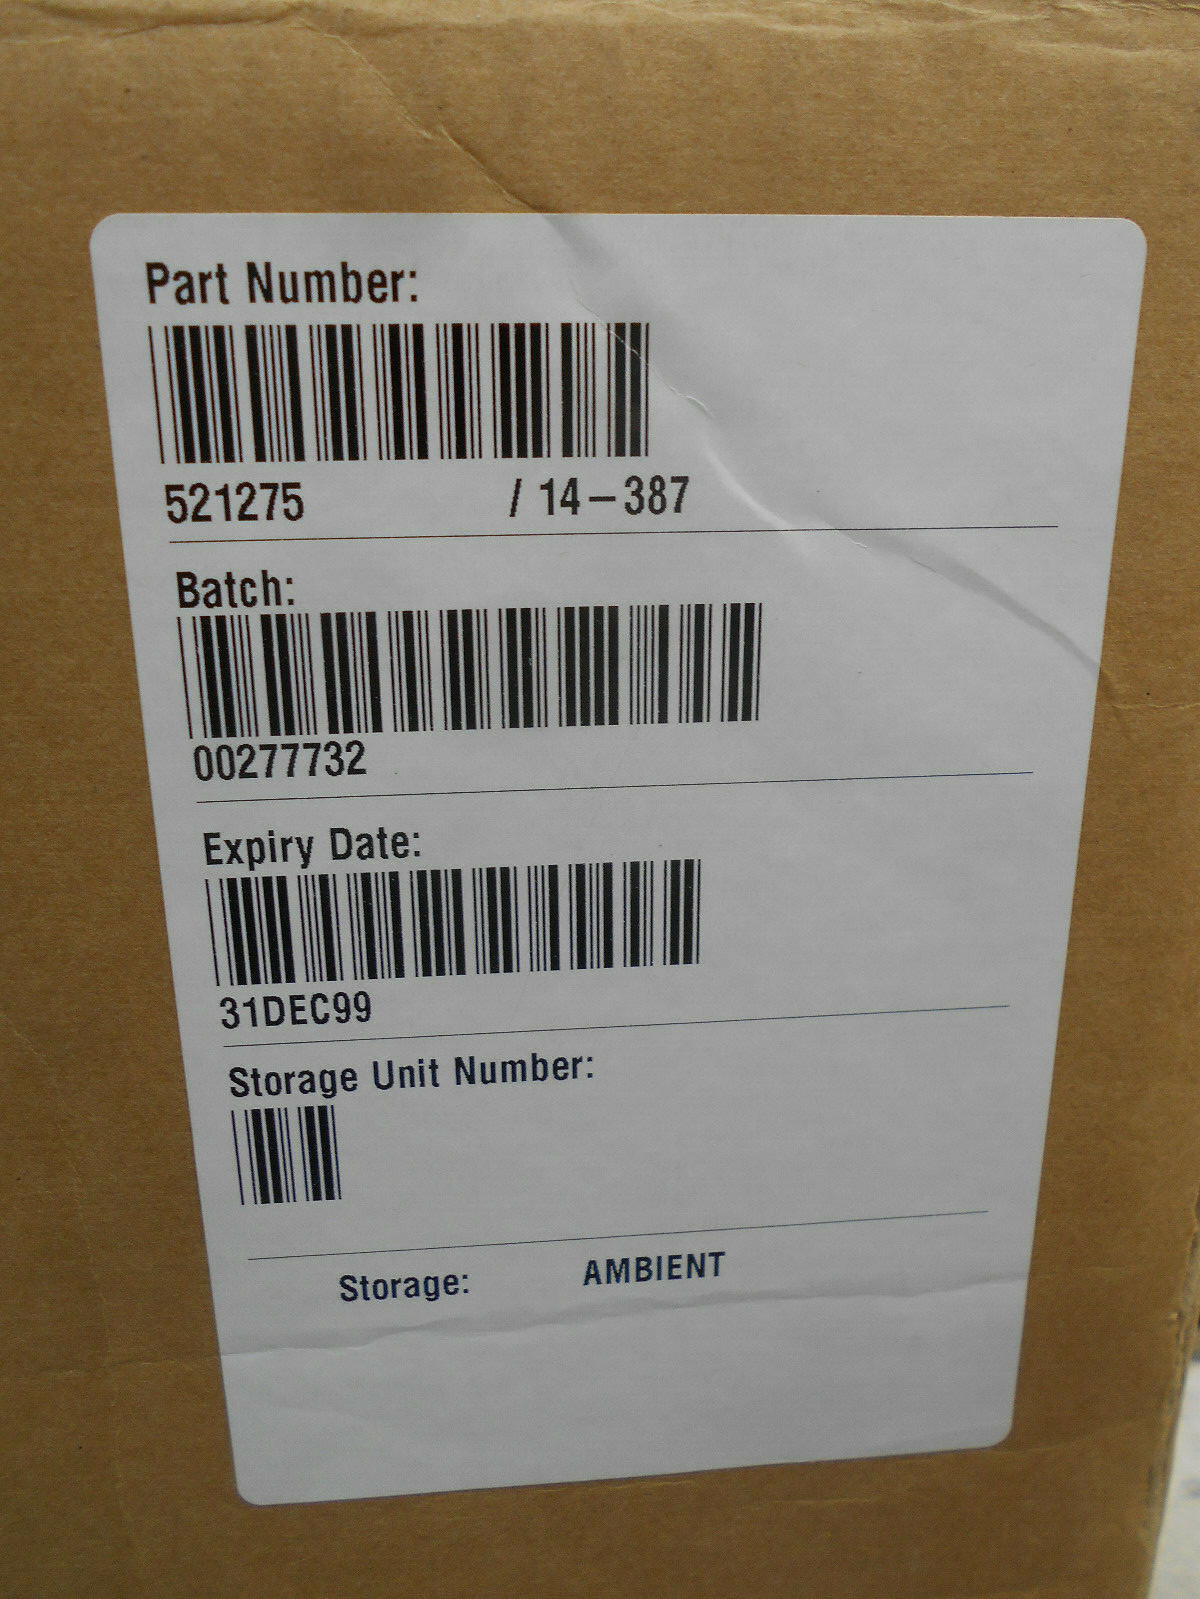 Part Number:
521275 / 14-387
Batch:
00277732
Expiry Date:
31DEC99
Storage Unit Number:
Storage: AMBIENT